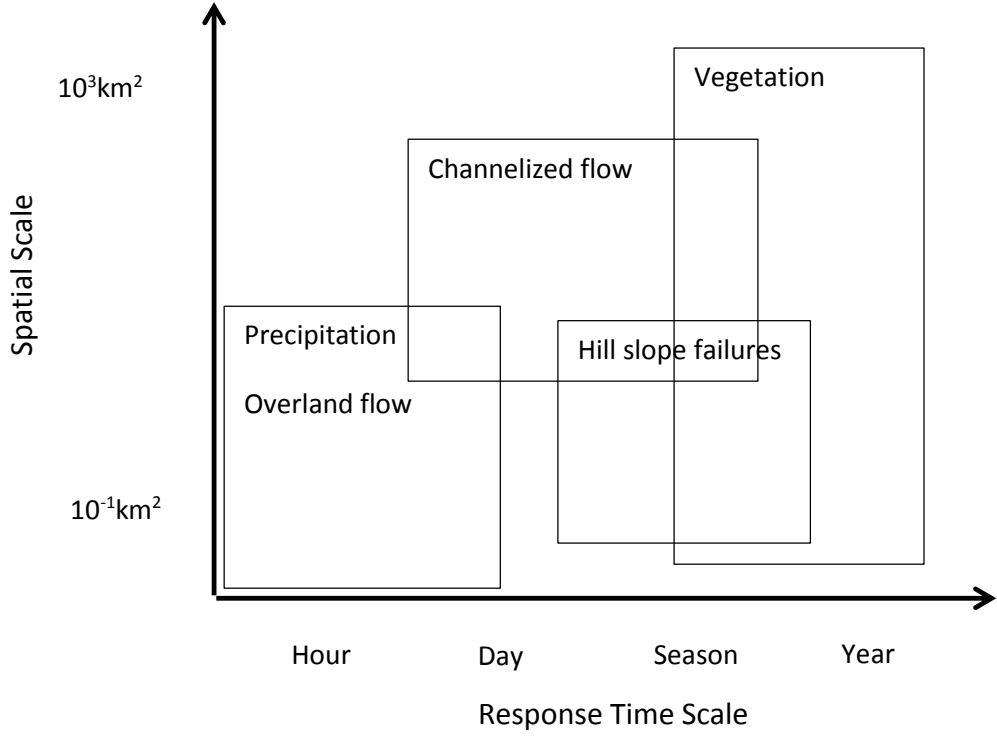 10³km²
Vegetation
Channelized flow
Spatial Scale
Precipitation
Hill slope failures
Overland flow
10⁻¹km²
Hour
Day
Season
Year
Response Time Scale